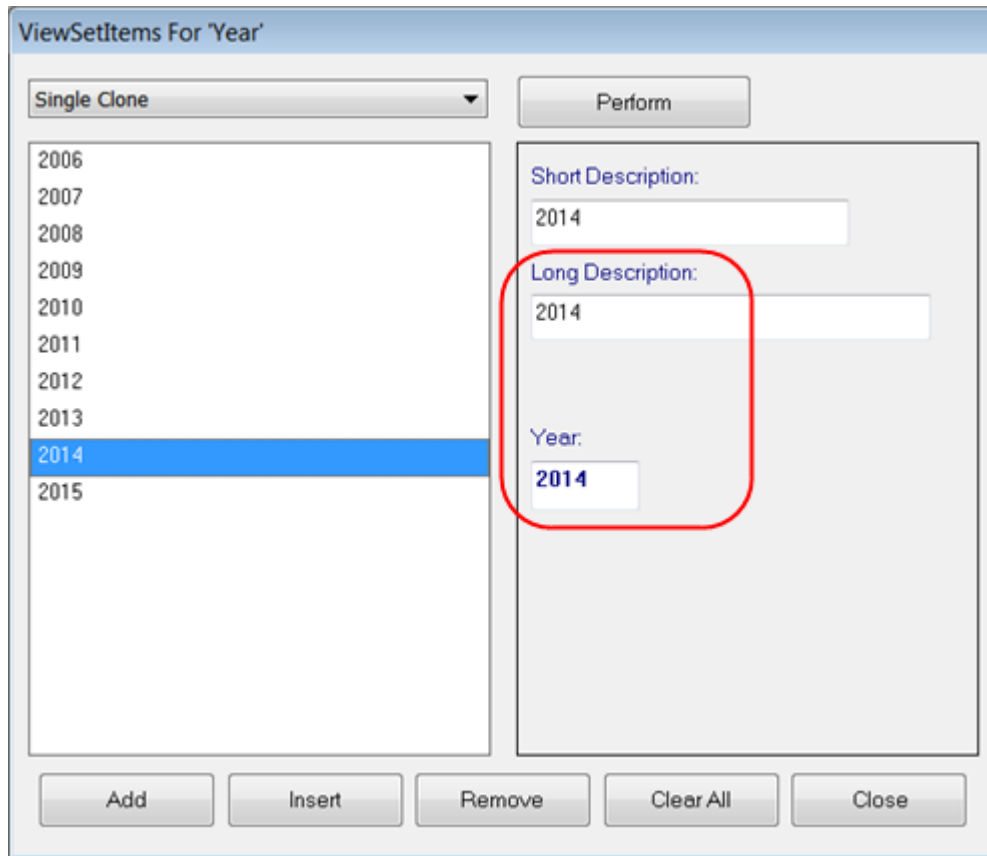 ViewSetItems For 'Year'
Single Clone
Perform
2006
2007
2008
2009
2010
2011
2012
2013
2014
2015
Short Description:
2014
Long Description:
2014
Year:
2014
Add
Insert
Remove
Clear All
Close